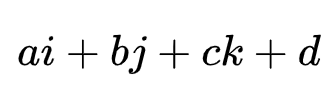 ai + bj + ck + d